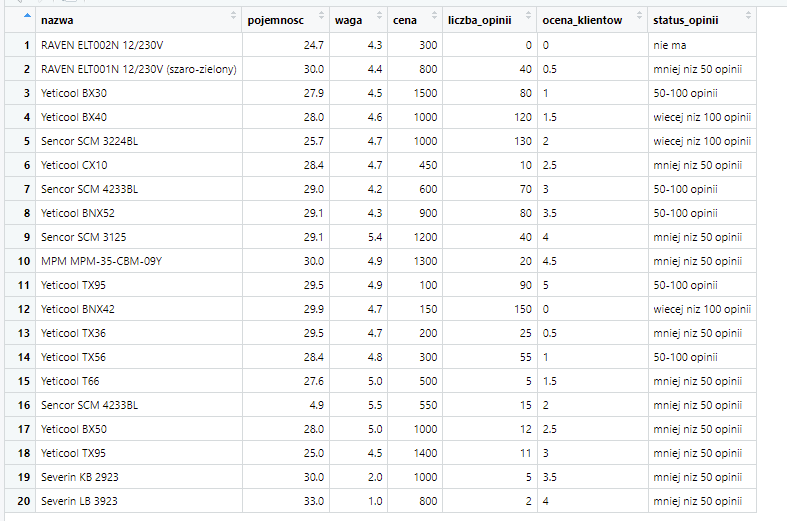 nazwa pojemnosc waga cena liczba_opinii ocena_klientow status_opinii
1 RAVEN ELT002N 12/230V 24.7 4.3 300 0 0 nie ma
2 RAVEN ELT001N 12/230V (szaro-zielony) 30.0 4.4 800 40 0.5 mniej niz 50 opinii
3 Yeticool BX30 27.9 4.5 1500 80 1 50-100 opinii
4 Yeticool BX40 28.0 4.6 1000 120 1.5 wiecej niz 100 opinii
5 Sencor SCM 3224BL 25.7 4.7 1000 130 2 wiecej niz 100 opinii
6 Yeticool CX10 28.4 4.7 450 10 2.5 mniej niz 50 opinii
7 Sencor SCM 4233BL 29.0 4.2 600 70 3 50-100 opinii
8 Yeticool BNX52 29.1 4.3 900 80 3.5 50-100 opinii
9 Sencor SCM 3125 29.1 5.4 1200 40 4 mniej niz 50 opinii
10 MPM MPM-35-CBM-09Y 30.0 4.9 1300 20 4.5 mniej niz 50 opinii
11 Yeticool TX95 29.5 4.9 100 90 5 50-100 opinii
12 Yeticool BNX42 29.9 4.7 150 150 0 wiecej niz 100 opinii
13 Yeticool TX36 29.5 4.7 200 25 0.5 mniej niz 50 opinii
14 Yeticool TX56 28.4 4.8 300 55 1 50-100 opinii
15 Yeticool T66 27.6 5.0 500 5 1.5 mniej niz 50 opinii
16 Sencor SCM 4233BL 4.9 5.5 550 15 2 mniej niz 50 opinii
17 Yeticool BX50 28.0 5.0 1000 12 2.5 mniej niz 50 opinii
18 Yeticool TX95 25.0 4.5 1400 11 3 mniej niz 50 opinii
19 Severin KB 2923 30.0 2.0 1000 5 3.5 mniej niz 50 opinii
20 Severin LB 3923 33.0 1.0 800 2 4 mniej niz 50 opinii